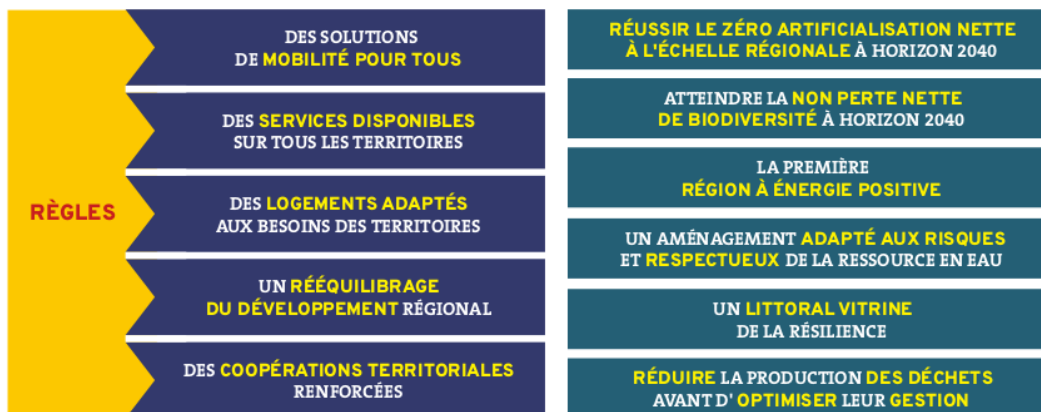 RÈGLES
DES SOLUTIONS
DE MOBILITÉ POUR TOUS
DES SERVICES DISPONIBLES
SUR TOUS LES TERRITOIRES
DES LOGEMENTS ADAPTÉS
AUX BESOINS DES TERRITOIRES
UN RÉÉQUILIBRAGE
DU DÉVELOPPEMENT RÉGIONAL
DES COOPÉRATIONS TERRITORIALES
RENFORCÉES
RÉUSSIR LE ZÉRO ARTIFICIALISATION NETTE
À L'ÉCHELLE RÉGIONALE À HORIZON 2040
ATTEINDRE LA NON PERTE NETTE
DE BIODIVERSITÉ À HORIZON 2040
LA PREMIÈRE
RÉGION À ÉNERGIE POSITIVE
UN AMÉNAGEMENT ADAPTÉ AUX RISQUES
ET RESPECTUEUX DE LA RESSOURCE EN EAU
UN LITTORAL VITRINE
DE LA RÉSILIENCE
RÉDUIRE LA PRODUCTION DES DÉCHETS
AVANT D' OPTIMISER LEUR GESTION